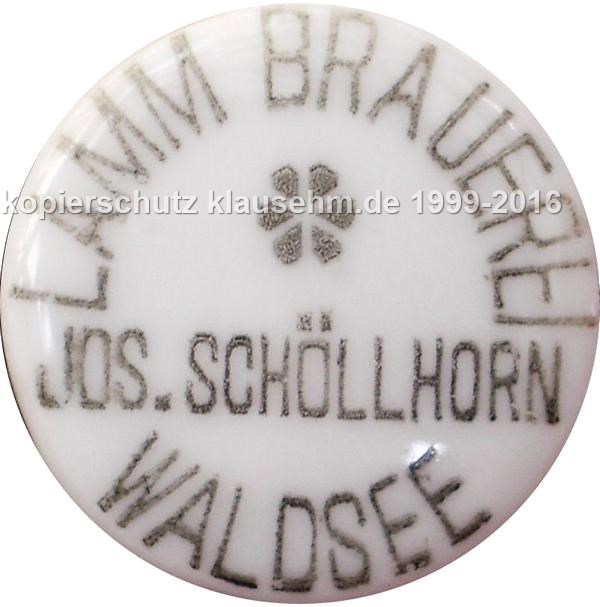 LAMM BRAUEREI
kopierschutz klausehm.de 1999-2016
JOS. SCHÖLLHORN
WALDSEE